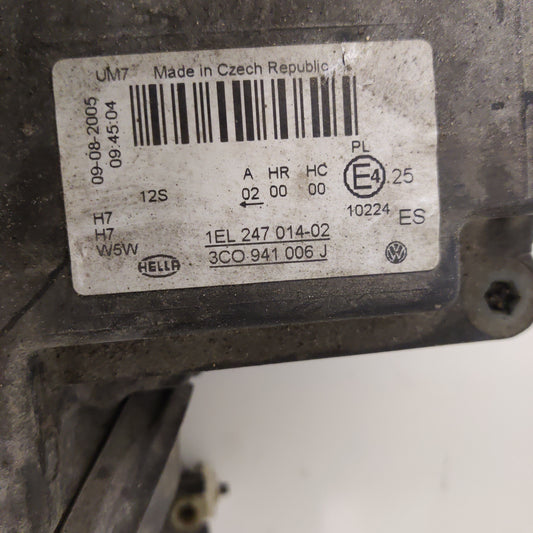 UM7 Made in Czech Republic
09-08-2005
09:45:04
PL
A HR HC
E4 25
12S
02 00 00
10224 ES
H7
H7
W5W
1EL 247 014-02
HELLA
3C0 941 006 J
VW